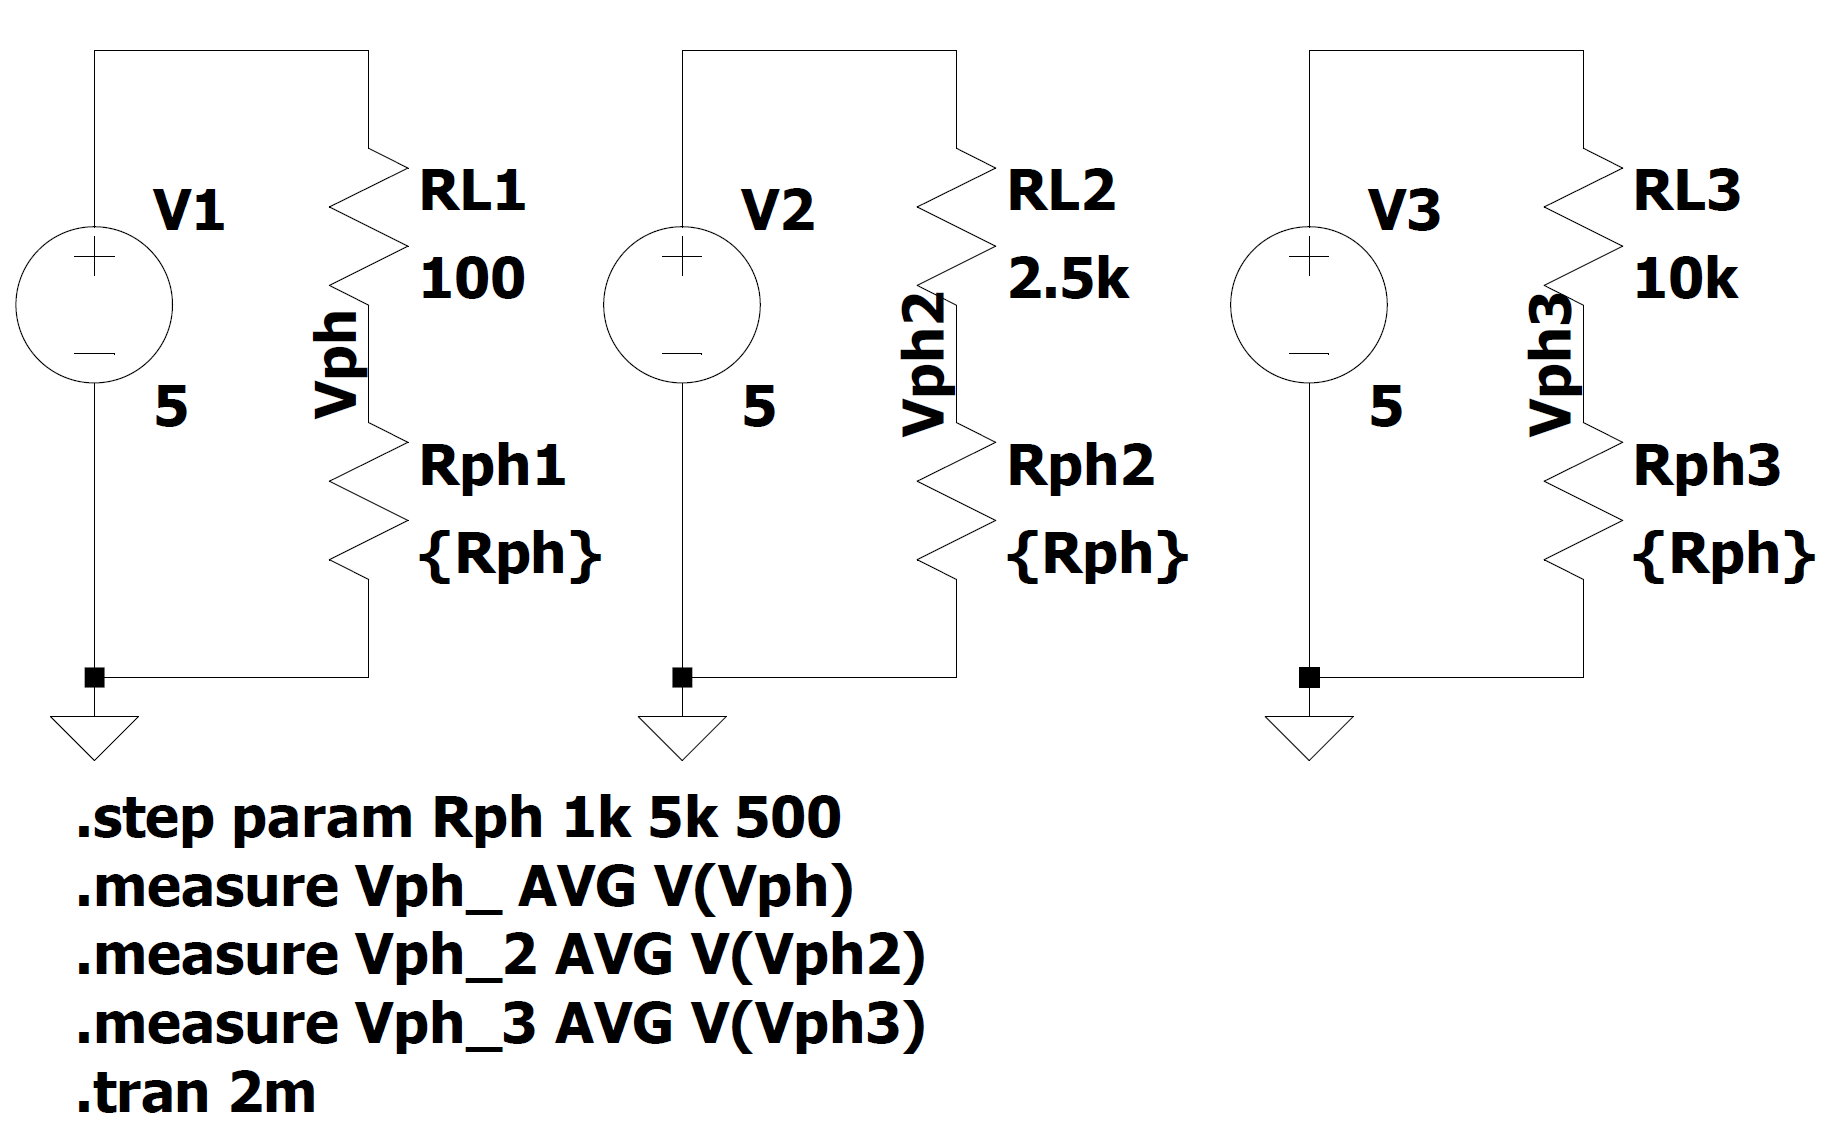 V1
5
RL1
100
Vph
Rph1
{Rph}
V2
5
RL2
2.5k
Vph2
Rph2
{Rph}
V3
5
RL3
10k
Vph3
Rph3
{Rph}
.step param Rph 1k 5k 500
.measure Vph_ AVG V(Vph)
.measure Vph_2 AVG V(Vph2)
.measure Vph_3 AVG V(Vph3)
.tran 2m